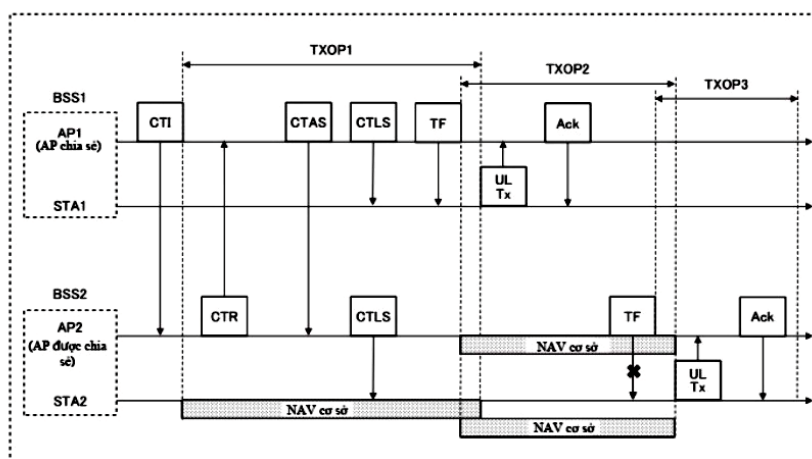 TXOP1
TXOP2
TXOP3
BSS1
AP1
(AP chia sẻ)
CTI
CTAS
CTLS
TF
Ack
UL
Tx
STA1
BSS2
AP2
(AP được chia
sẻ)
CTR
CTLS
TF
Ack
NAV cơ sở
UL
Tx
STA2
NAV cơ sở
NAV cơ sở